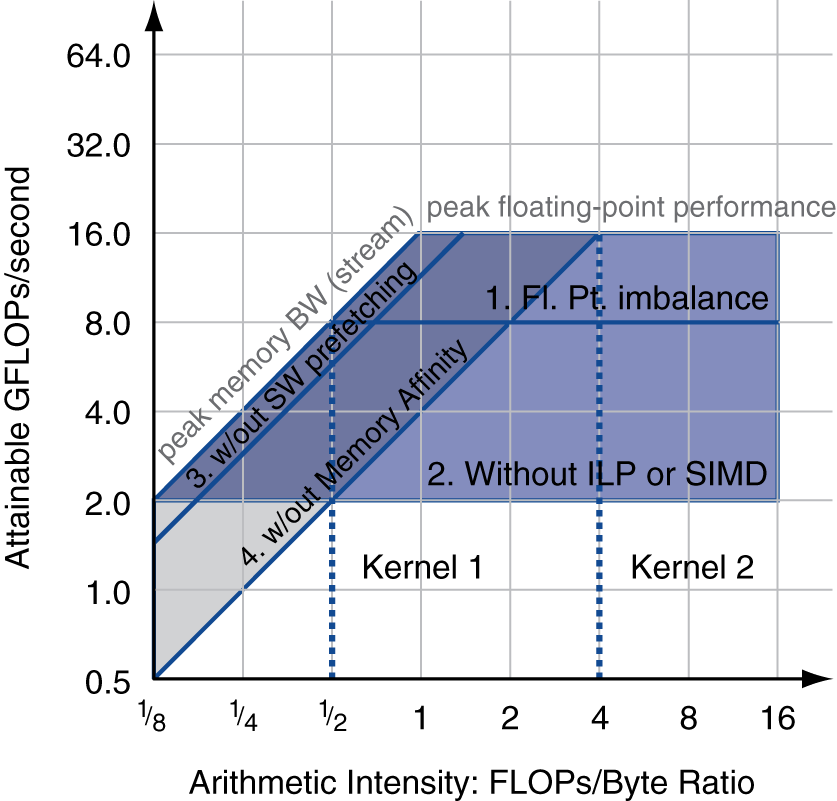 64.0
32.0
16.0
8.0
4.0
2.0
1.0
0.5
Attainable GFLOPs/second
peak memory BW (stream)
peak floating-point performance
3. w/out SW prefetching
1. Fl. Pt. imbalance
4. w/out Memory Affinity
2. Without ILP or SIMD
Kernel 1
Kernel 2
1/8 1/4 1/2 1 2 4 8 16
Arithmetic Intensity: FLOPs/Byte Ratio